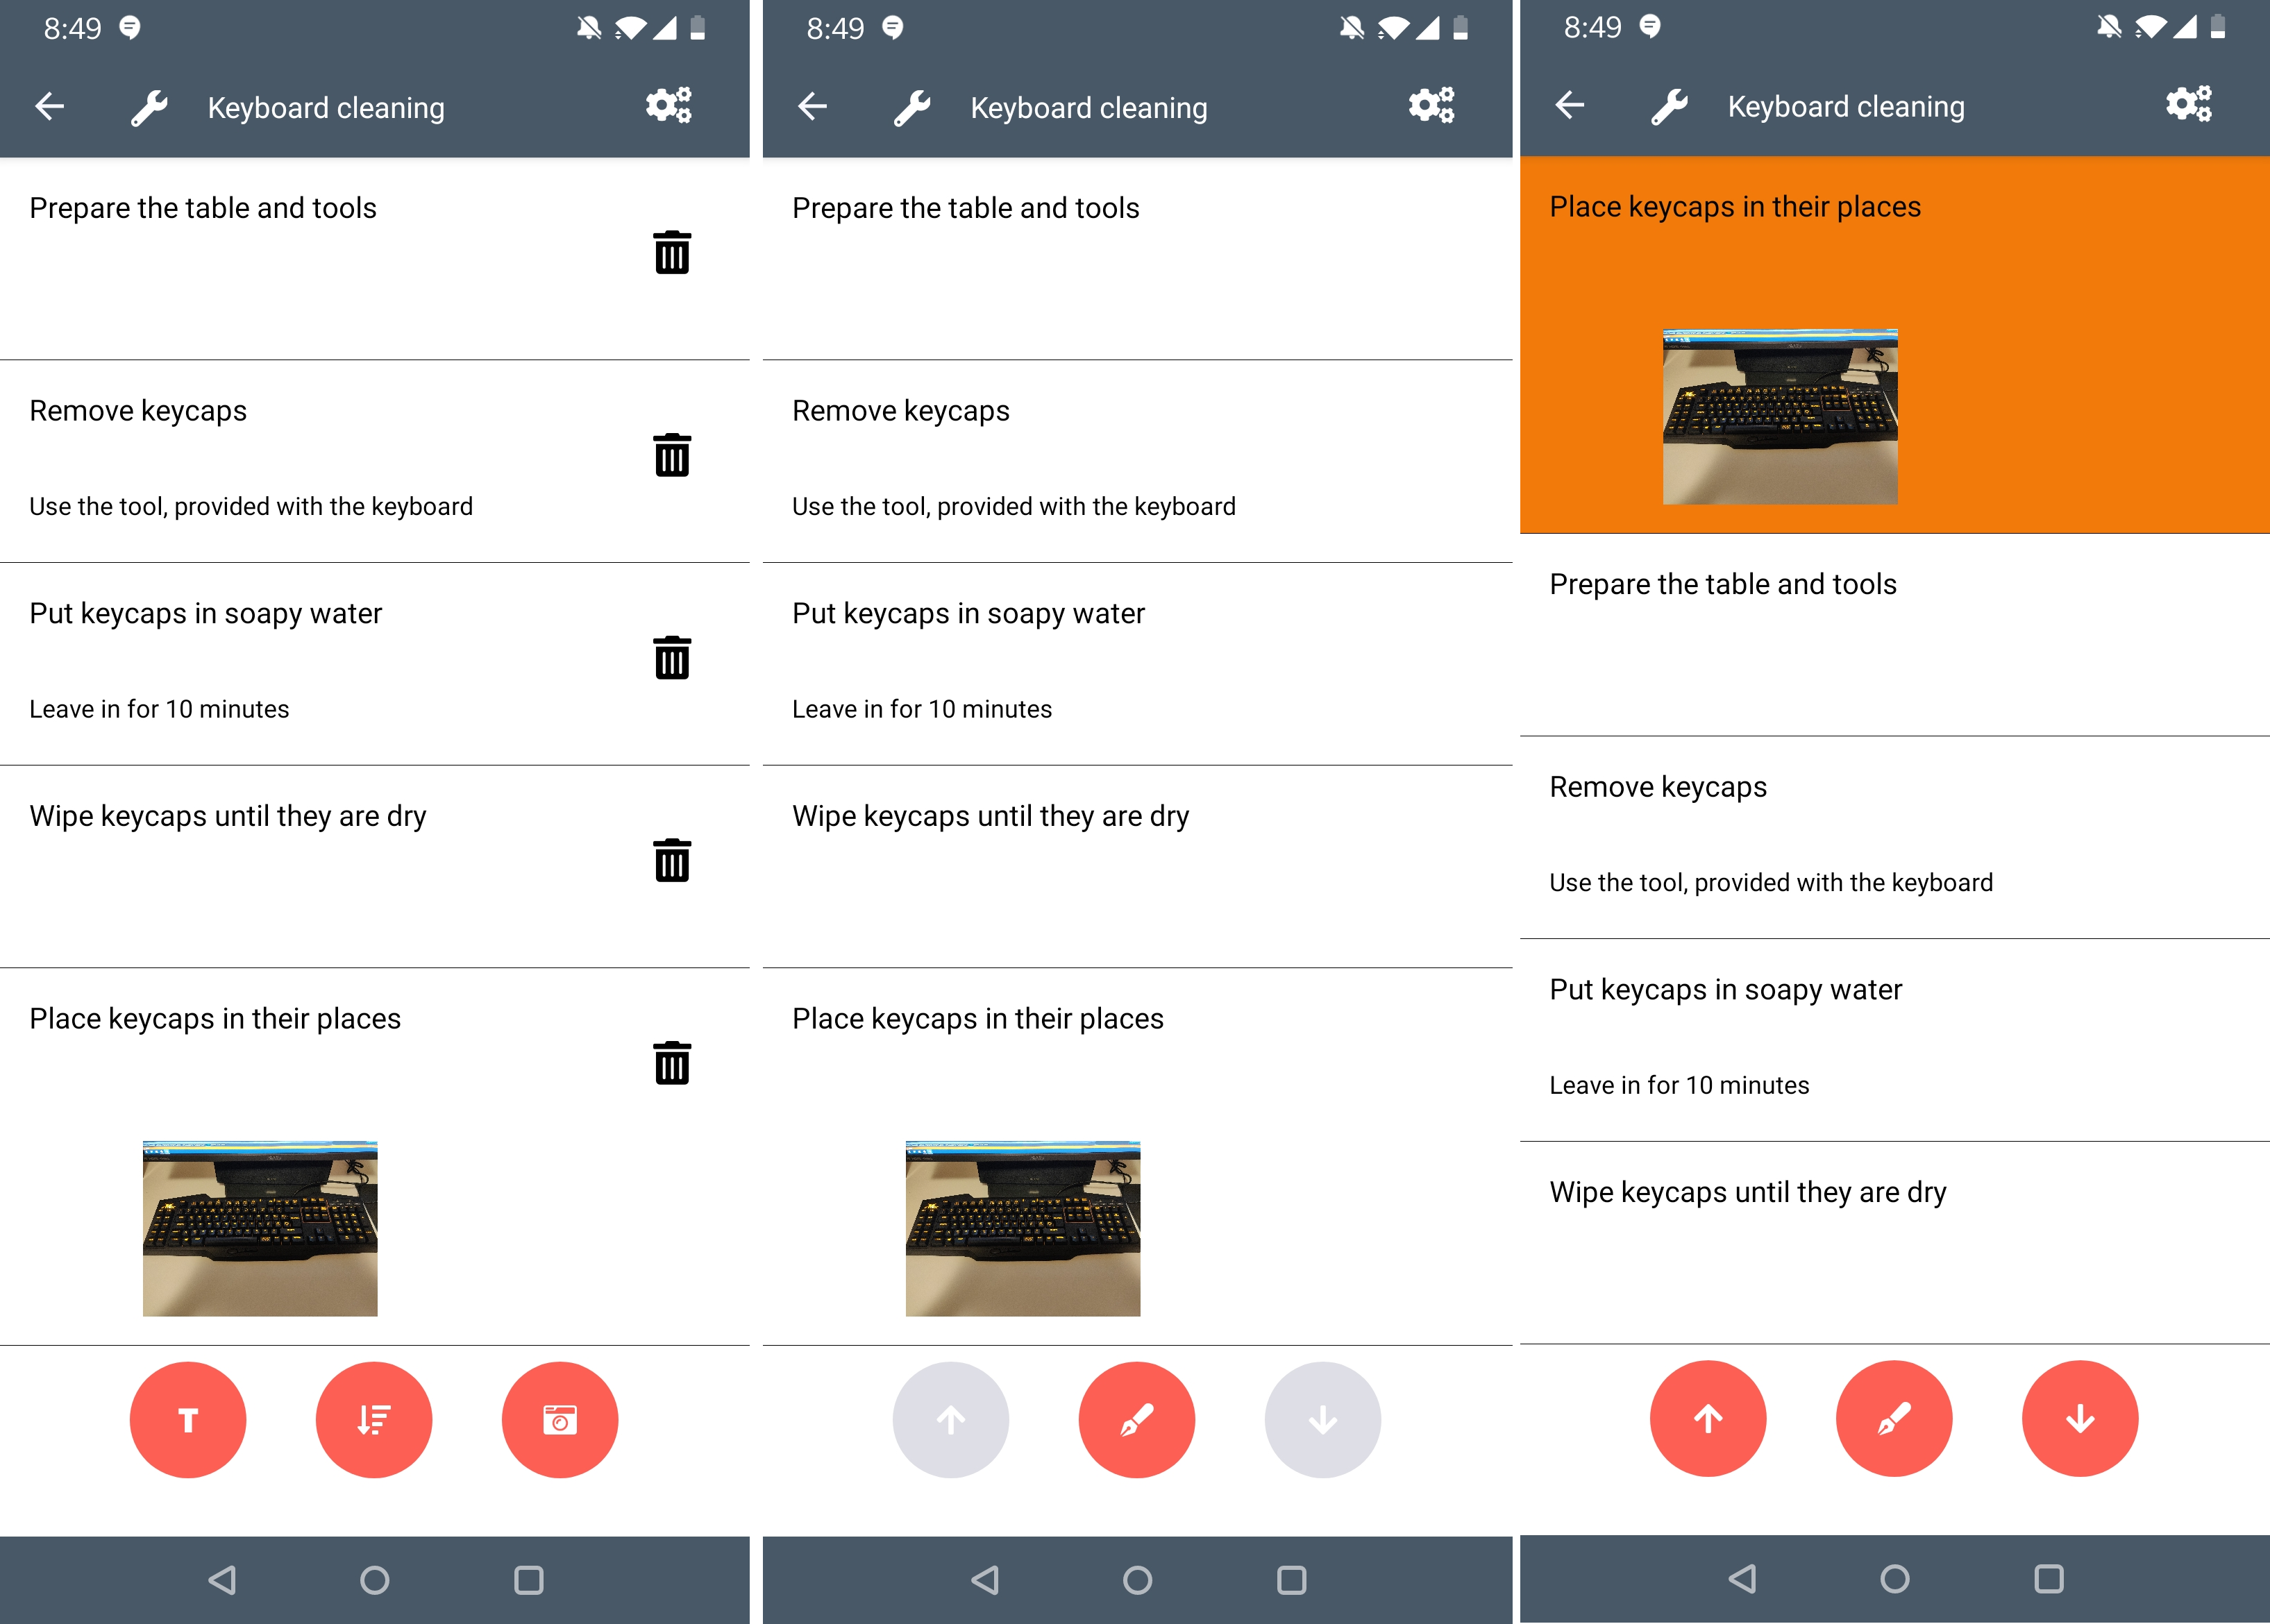 8:49
Keyboard cleaning
Prepare the table and tools
Remove keycaps
Use the tool, provided with the keyboard
Put keycaps in soapy water
Leave in for 10 minutes
Wipe keycaps until they are dry
Place keycaps in their places
T
8:49
Keyboard cleaning
Prepare the table and tools
Remove keycaps
Use the tool, provided with the keyboard
Put keycaps in soapy water
Leave in for 10 minutes
Wipe keycaps until they are dry
Place keycaps in their places
8:49
Keyboard cleaning
Place keycaps in their places
Prepare the table and tools
Remove keycaps
Use the tool, provided with the keyboard
Put keycaps in soapy water
Leave in for 10 minutes
Wipe keycaps until they are dry